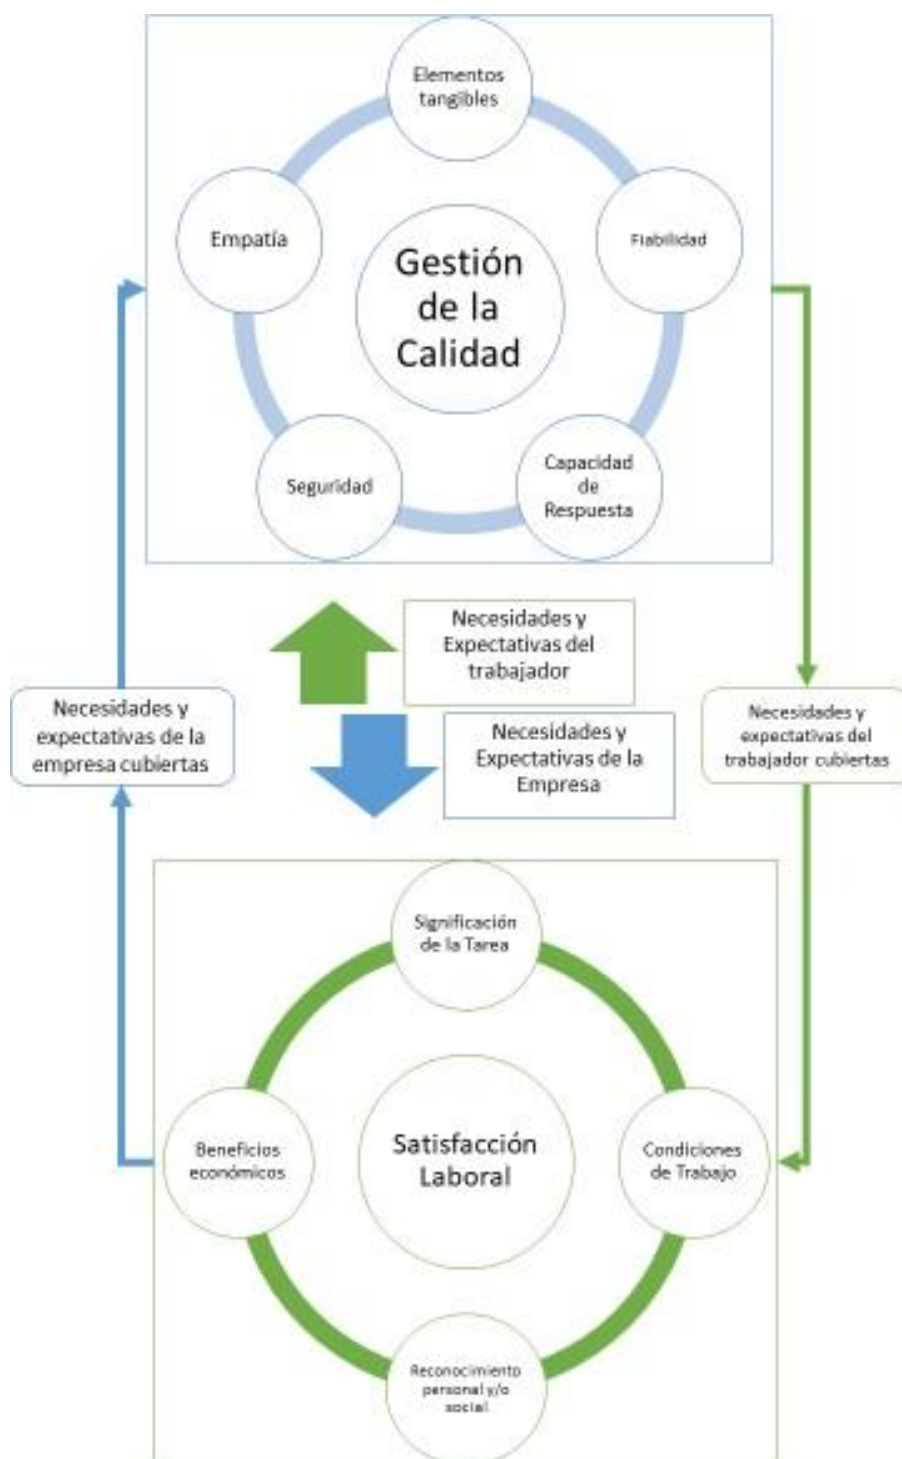 Elementos
tangibles
Empatía
Fiabilidad
Gestión
de la
Calidad
Seguridad
Capacidad
de
Respuesta
Necesidades y
Expectativas del
trabajador
Necesidades y
expectativas de la
empresa cubiertas
Necesidades y
Expectativas de la
Empresa
Necesidades y
expectativas del
trabajador cubiertas
Significación
de la Tarea
Beneficios
económicos
Satisfacción
Laboral
Condiciones
de Trabajo
Reconocimiento
personal y/o
social